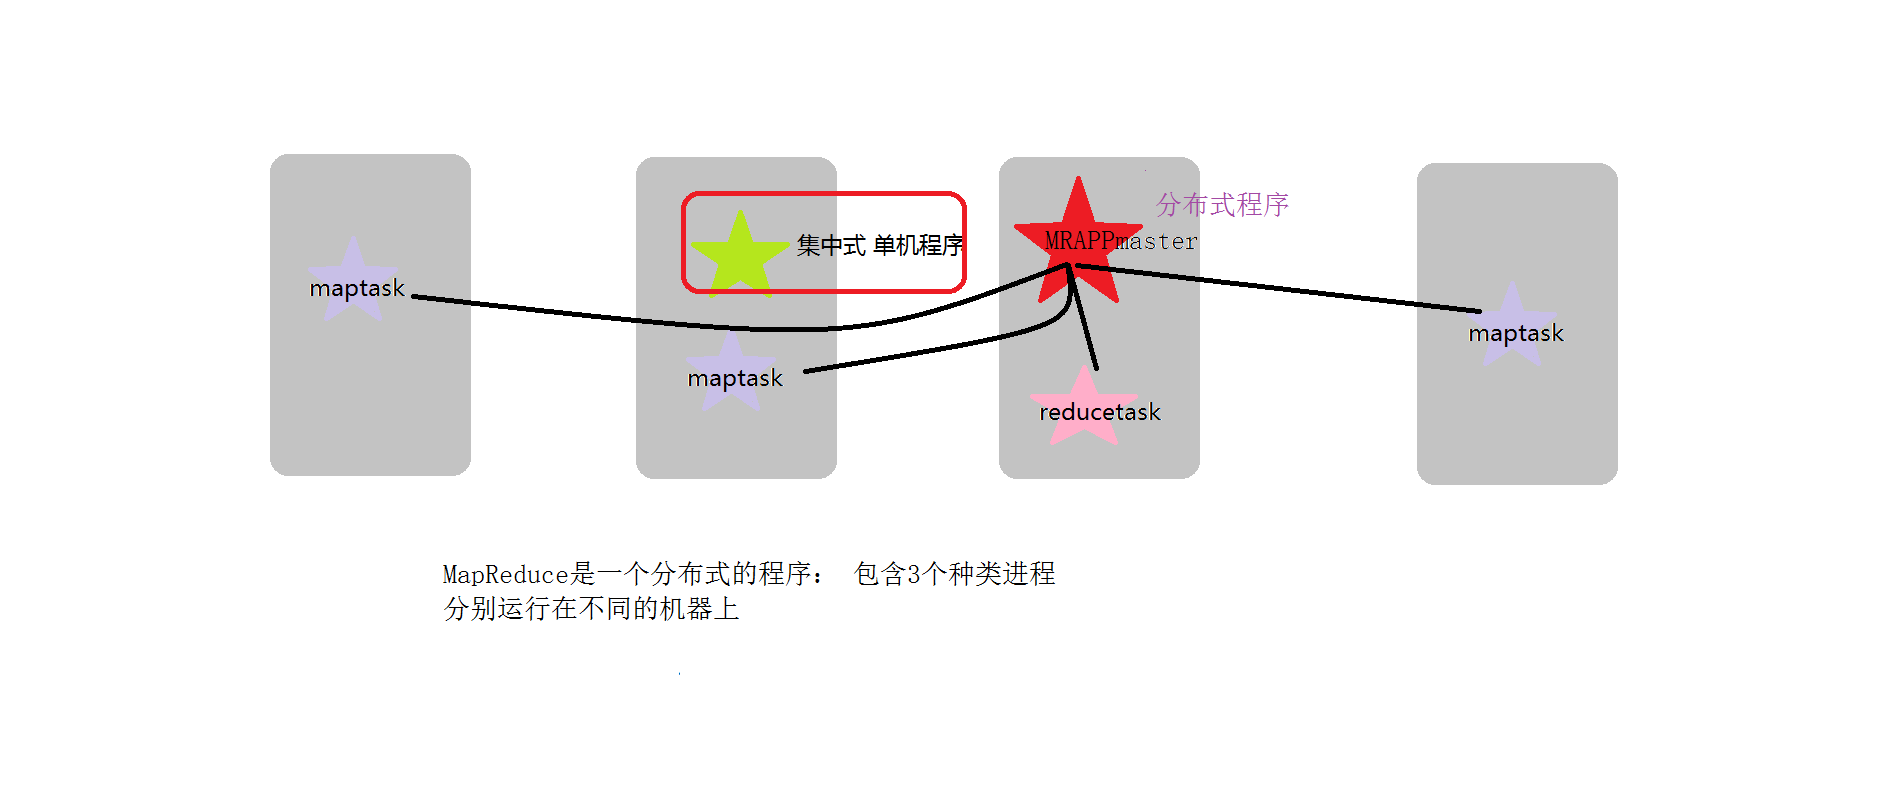 分布式程序
MRAPPmaster
集中式 单机程序
maptask
maptask
reducetask
maptask
MapReduce是一个分布式的程序： 包含3个种类进程
分别运行在不同的机器上